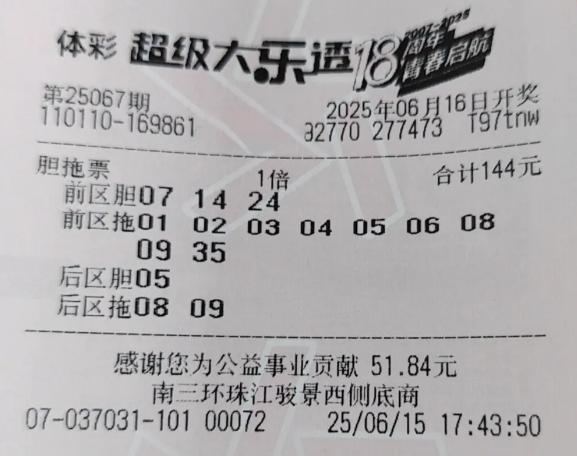 体彩 超级大乐透 18 2007-2025 周年 青春启航
第25067期 2025年06月16日开奖
110110-169861 82770 277473 T97tnw
胆拖票 1倍 合计144元
前区胆07 14 24
前区拖01 02 03 04 05 06 08
09 35
后区胆05
后区拖08 09
感谢您为公益事业贡献 51.84元
南三环珠江骏景西侧底商
07-037031-101 00072 25/06/15 17:43:50